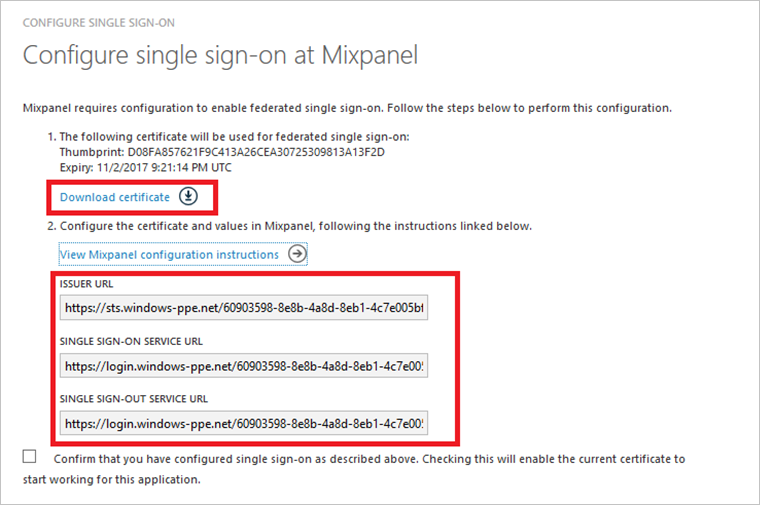 CONFIGURE SINGLE SIGN-ON
Configure single sign-on at Mixpanel
Mixpanel requires configuration to enable federated single sign-on. Follow the steps below to perform this configuration.
1. The following certificate will be used for federated single sign-on:
Thumbprint: D08FA857621F9C413A26CEA30725309813A13F2D
Expiry: 11/2/2017 9:21:14 PM UTC
Download certificate
2. Configure the certificate and values in Mixpanel, following the instructions linked below.
View Mixpanel configuration instructions
ISSUER URL
https://sts.windows-ppe.net/60903598-8e8b-4a8d-8eb1-4c7e005bf
SINGLE SIGN-ON SERVICE URL
https://login.windows-ppe.net/60903598-8e8b-4a8d-8eb1-4c7e005
SINGLE SIGN-OUT SERVICE URL
https://login.windows-ppe.net/60903598-8e8b-4a8d-8eb1-4c7e005
Confirm that you have configured single sign-on as described above. Checking this will enable the current certificate to
start working for this application.